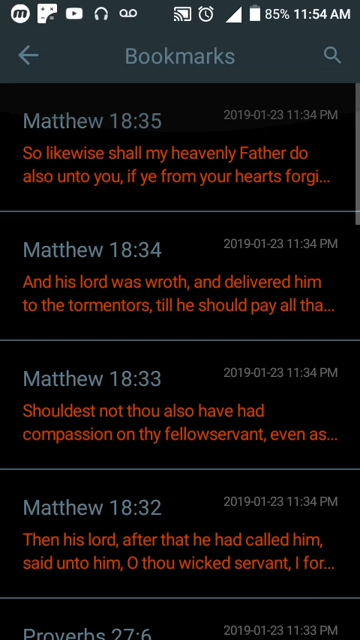 85% 11:54 AM
Bookmarks
Matthew 18:35
2019-01-23 11:34 PM
So likewise shall my heavenly Father do
also unto you, if ye from your hearts forgi...
Matthew 18:34
2019-01-23 11:34 PM
And his lord was wroth, and delivered him
to the tormentors, till he should pay all tha...
Matthew 18:33
2019-01-23 11:34 PM
Shouldest not thou also have had
compassion on thy fellowservant, even as...
Matthew 18:32
2019-01-23 11:34 PM
Then his lord, after that he had called him,
said unto him, O thou wicked servant, I for...
Proverbs 27:6
2019-01-23 11:33 PM